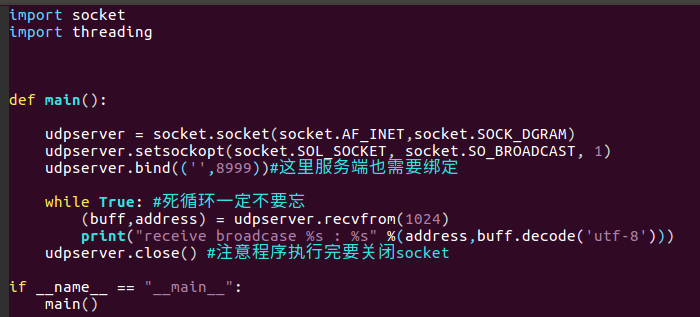 import socket
import threading
def main():
    udpserver = socket.socket(socket.AF_INET,socket.SOCK_DGRAM)
    udpserver.setsockopt(socket.SOL_SOCKET, socket.SO_BROADCAST, 1)
    udpserver.bind(('',8999))#这里服务端也需要绑定
    while True: #死循环一定不要忘
        (buff,address) = udpserver.recvfrom(1024)
        print("receive broadcase %s : %s" %(address,buff.decode('utf-8')))
    udpserver.close() #注意程序执行完要关闭socket
if __name__ == "__main__":
    main()